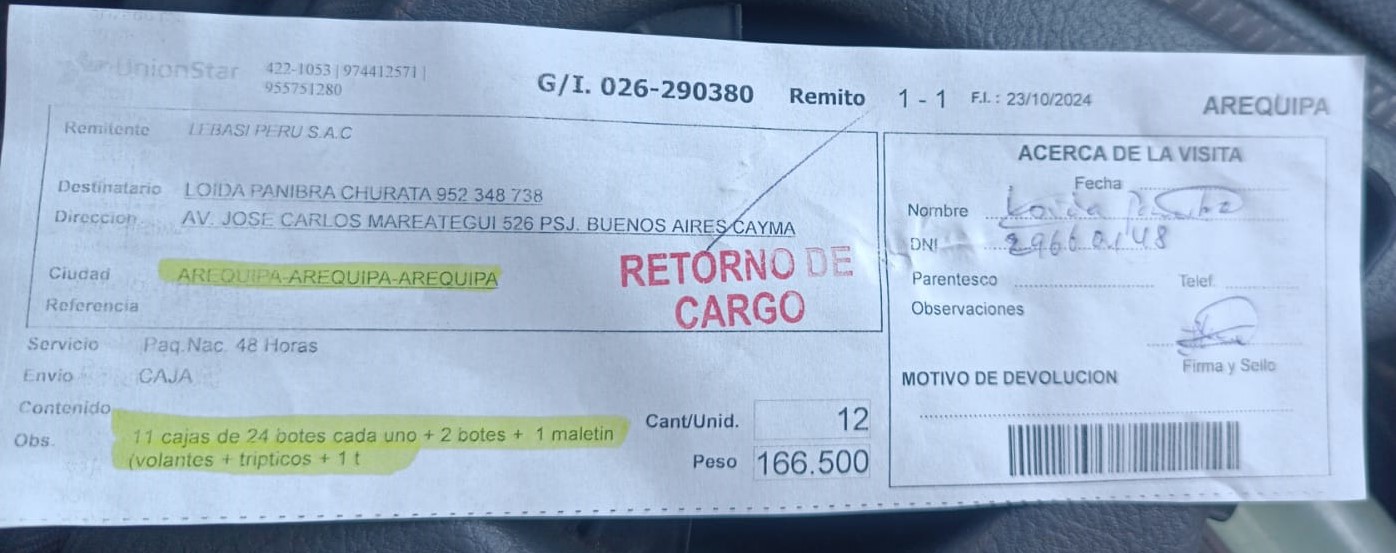 UnionStar
422-1053 | 974412571 |
955751280
G/I. 026-290380 Remito 1 - 1 F.I. : 23/10/2024 AREQUIPA
Remitente LEBASI PERU S.A.C
Destinatario LOIDA PANIBRA CHURATA 952 348 738
Direccion AV. JOSE CARLOS MAREATEGUI 526 PSJ. BUENOS AIRES CAYMA
Ciudad AREQUIPA-AREQUIPA-AREQUIPA
Referencia
RETORNO DE
CARGO
Servicio Paq.Nac. 48 Horas
Envio CAJA
Contenido
Obs. 11 cajas de 24 botes cada uno + 2 botes + 1 maletin
(volantes + tripticos + 1 t
Cant/Unid. 12
Peso 166.500
ACERCA DE LA VISITA
Fecha
Nombre Loida
DNI 29660148
Parentesco Telef.
Observaciones
Firma y Sello
MOTIVO DE DEVOLUCION